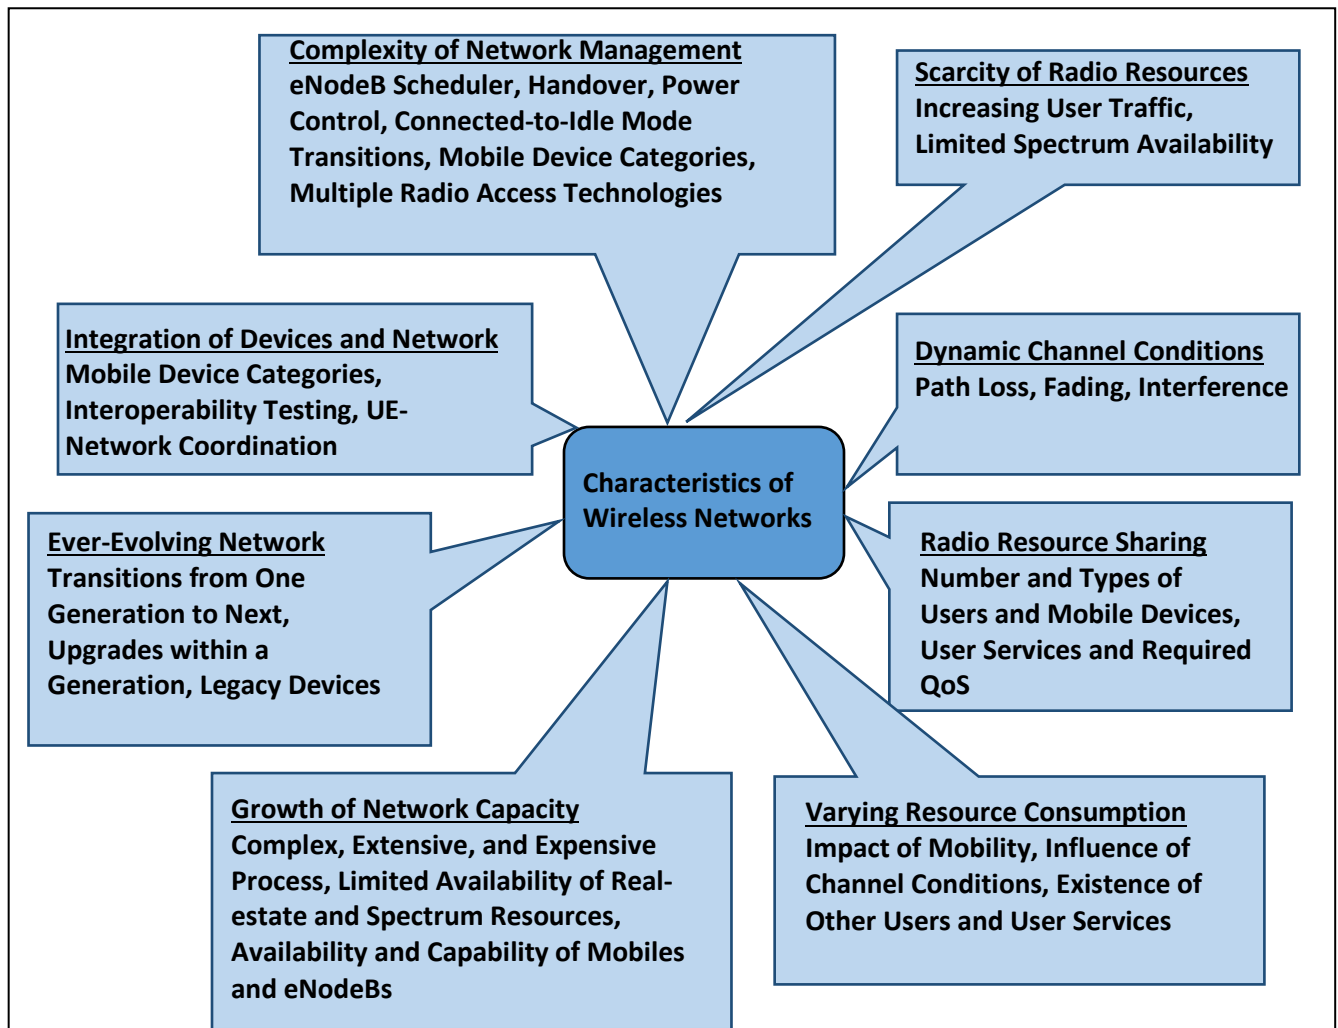 Complexity of Network Management
eNodeB Scheduler, Handover, Power
Control, Connected-to-Idle Mode
Transitions, Mobile Device Categories,
Multiple Radio Access Technologies
Scarcity of Radio Resources
Increasing User Traffic,
Limited Spectrum Availability
Integration of Devices and Network
Mobile Device Categories,
Interoperability Testing, UE-
Network Coordination
Dynamic Channel Conditions
Path Loss, Fading, Interference
Characteristics of
Wireless Networks
Ever-Evolving Network
Transitions from One
Generation to Next,
Upgrades within a
Generation, Legacy Devices
Radio Resource Sharing
Number and Types of
Users and Mobile Devices,
User Services and Required
QoS
Growth of Network Capacity
Complex, Extensive, and Expensive
Process, Limited Availability of Real-
estate and Spectrum Resources,
Availability and Capability of Mobiles
and eNodeBs
Varying Resource Consumption
Impact of Mobility, Influence of
Channel Conditions, Existence of
Other Users and User Services